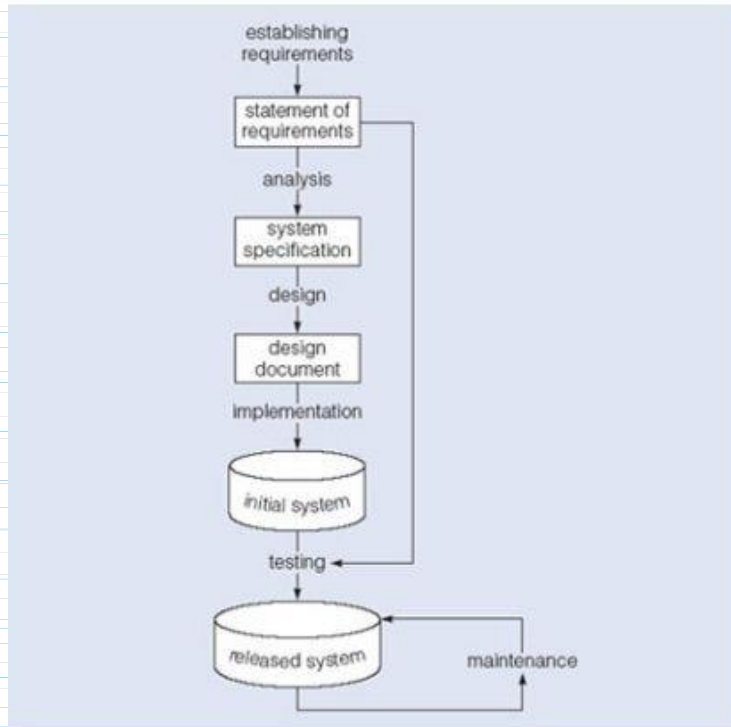 establishing
requirements
statement of
requirements
analysis
system
specification
design
design
document
implementation
initial system
testing
released system
maintenance